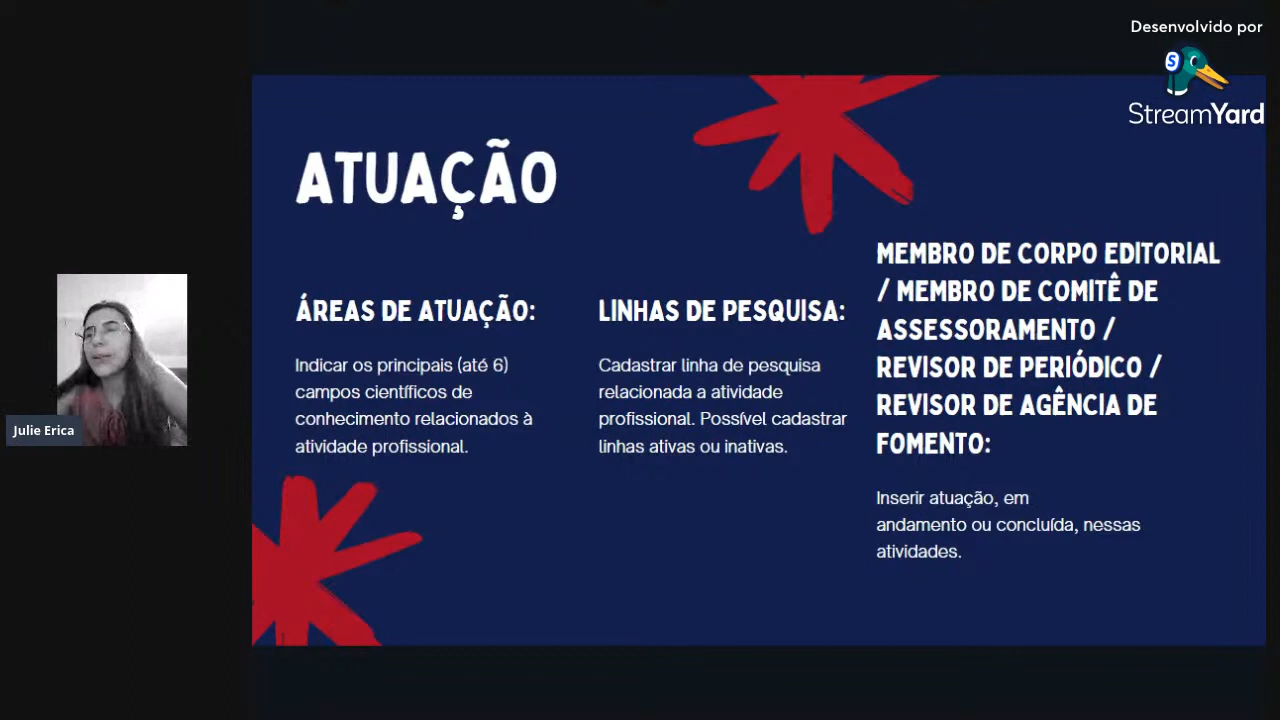 Desenvolvido por
StreamYard
ATUAÇÃO
ÁREAS DE ATUAÇÃO:
Indicar os principais (até 6)
campos científicos de
conhecimento relacionados à
atividade profissional.
LINHAS DE PESQUISA:
Cadastrar linha de pesquisa
relacionada a atividade
profissional. Possível cadastrar
linhas ativas ou inativas.
MEMBRO DE CORPO EDITORIAL
/ MEMBRO DE COMITÊ DE
ASSESSORAMENTO /
REVISOR DE PERIÓDICO /
REVISOR DE AGÊNCIA DE
FOMENTO:
Inserir atuação, em
andamento ou concluída, nessas
atividades.
Julie Erica